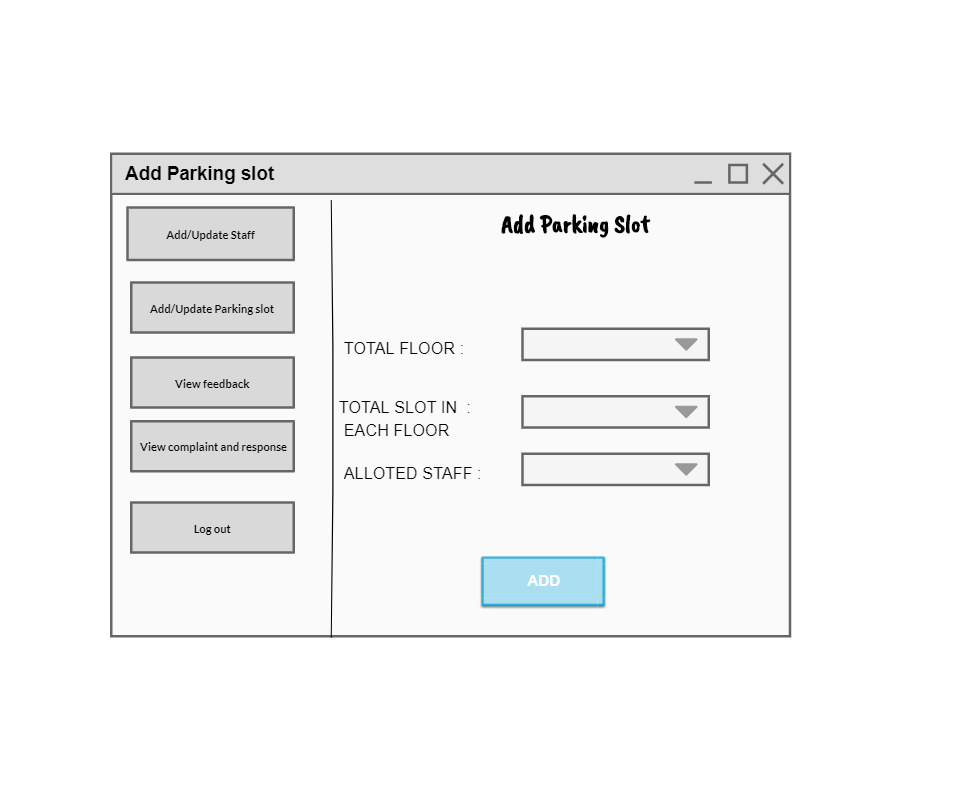 Add Parking slot
Add/Update Staff
Add/Update Parking slot
View feedback
View complaint and response
Log out
Add Parking Slot
TOTAL FLOOR :
TOTAL SLOT IN :
EACH FLOOR
ALLOTED STAFF :
ADD